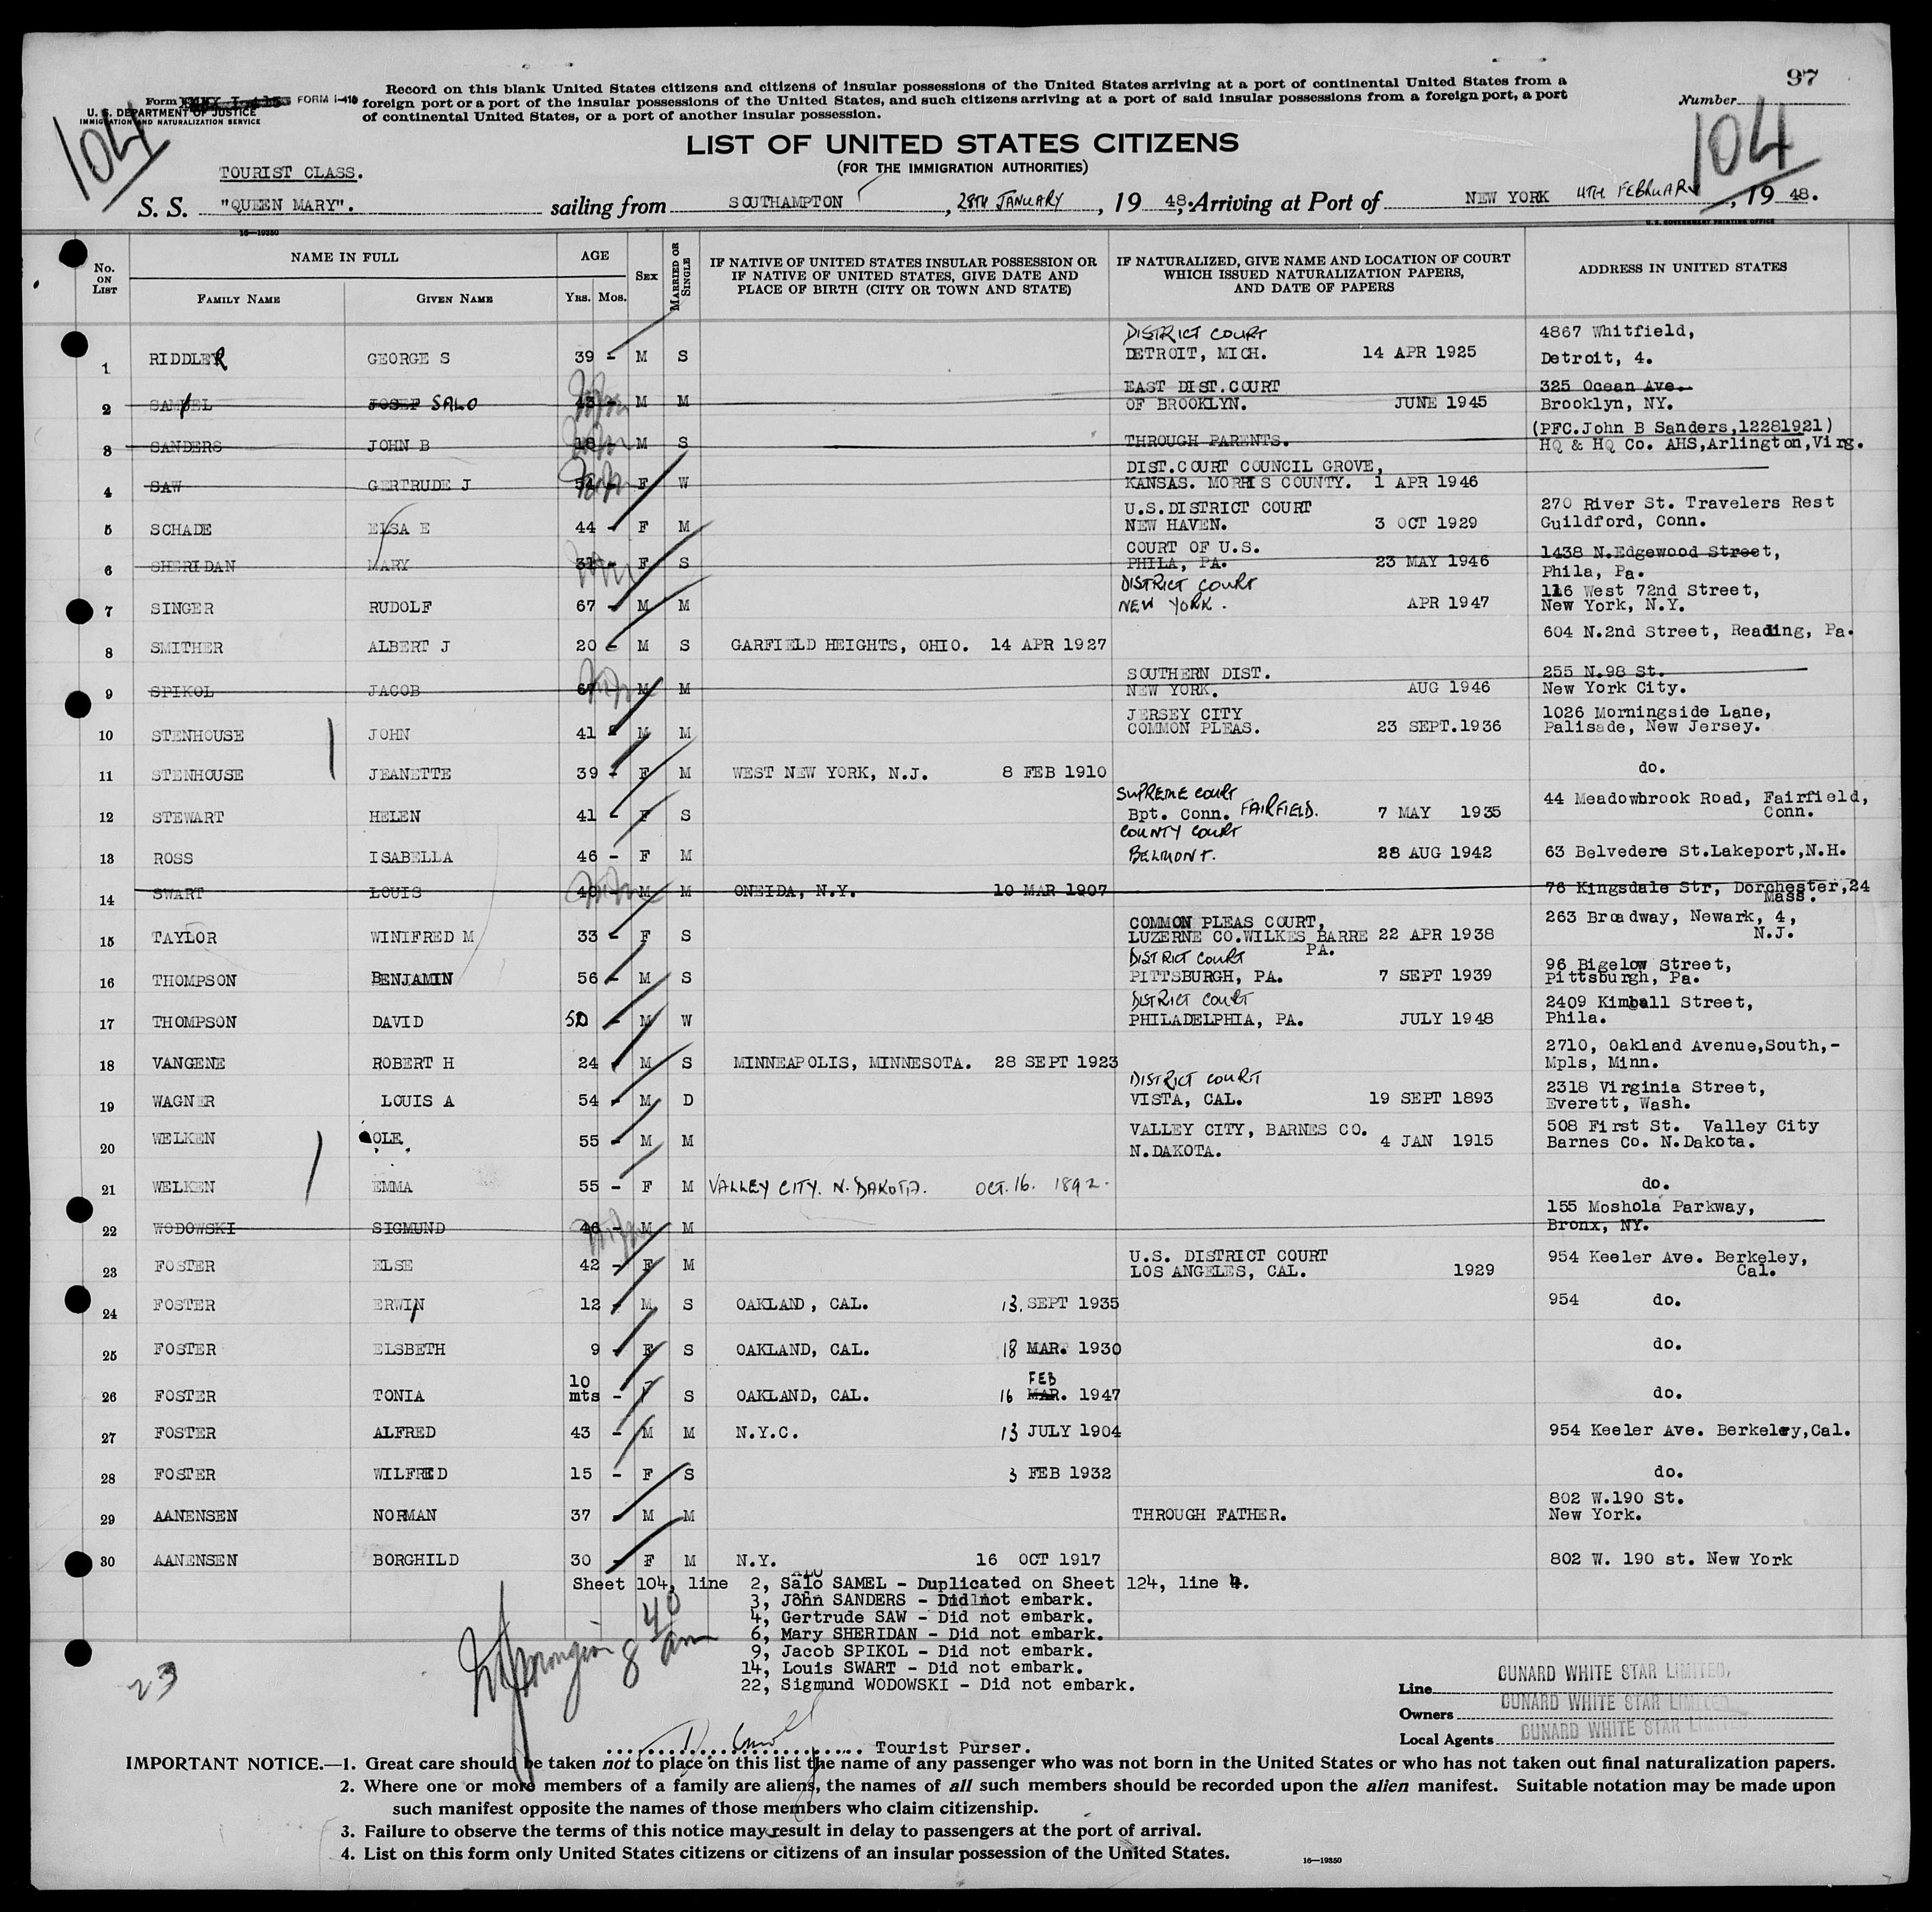 97
Form I-415 FORM I-418
U. S. DEPARTMENT OF JUSTICE
IMMIGRATION AND NATURALIZATION SERVICE
Record on this blank United States citizens and citizens of insular possessions of the United States arriving at a port of continental United States from a
foreign port or a port of the insular possessions of the United States, and such citizens arriving at a port of said insular possessions from a foreign port, a port
of continental United States, or a port of another insular possession.
Number
104
104
LIST OF UNITED STATES CITIZENS
(FOR THE IMMIGRATION AUTHORITIES)
TOURIST CLASS.
S. S. "QUEEN MARY". sailing from SOUTHAMPTON, 28TH JANUARY, 19 48. Arriving at Port of NEW YORK 4TH FEBRUARY, 19 48.
16—19350
U. S. GOVERNMENT PRINTING OFFICE
No. ON LIST
NAME IN FULL
FAMILY NAME
GIVEN NAME
AGE
YRS. MOS.
SEX
MARRIED OR SINGLE
IF NATIVE OF UNITED STATES INSULAR POSSESSION OR
IF NATIVE OF UNITED STATES, GIVE DATE AND
PLACE OF BIRTH (CITY OR TOWN AND STATE)
IF NATURALIZED, GIVE NAME AND LOCATION OF COURT
WHICH ISSUED NATURALIZATION PAPERS,
AND DATE OF PAPERS
ADDRESS IN UNITED STATES
DISTRICT COURT 4867 Whitfield,
1 RIDDLER GEORGE S 39 - M S DETROIT, MICH. 14 APR 1925 Detroit, 4.
EAST DIST.COURT 325 Ocean Ave.
2 SAMUEL JOSEF SALO 43 - M M OF BROOKLYN. JUNE 1945 Brooklyn, NY.
(PFC.John B Sanders,12281921)
3 SANDERS JOHN B 18 - M S THROUGH PARENTS. HQ & HQ Co. AHS,Arlington,Virg.
DIST.COURT COUNCIL GROVE,
4 SAW GERTRUDE J 54 - F W KANSAS. MORRIS COUNTY. 1 APR 1946
U.S.DISTRICT COURT 270 River St. Travelers Rest
5 SCHADE ELSA E 44 - F M NEW HAVEN. 3 OCT 1929 Guildford, Conn.
COURT OF U.S. 1438 N.Edgewood Street,
6 SHERIDAN MARY 32 - F S PHILA, PA. 23 MAY 1946 Phila, Pa.
DISTRICT COURT 116 West 72nd Street,
7 SINGER RUDOLF 67 - M M NEW YORK. APR 1947 New York, N.Y.
8 SMITHER ALBERT J 20 - M S GARFIELD HEIGHTS, OHIO. 14 APR 1927 604 N.2nd Street, Reading, Pa.
SOUTHERN DIST. 255 N.98 St.
9 SPIKOL JACOB 67 - M M NEW YORK. AUG 1946 New York City.
JERSEY CITY 1026 Morningside Lane,
10 STENHOUSE JOHN 41 - M M COMMON PLEAS. 23 SEPT.1936 Palisade, New Jersey.
11 STENHOUSE JEANETTE 39 - F M WEST NEW YORK, N.J. 8 FEB 1910 do.
SUPREME COURT 44 Meadowbrook Road, Fairfield,
12 STEWART HELEN 41 - F S Bpt. Conn. FAIRFIELD. 7 MAY 1935 Conn.
COUNTY COURT
13 ROSS ISABELLA 46 - F M BELMONT. 28 AUG 1942 63 Belvedere St.Lakeport,N.H.
14 SWART LOUIS 40 - M M ONEIDA, N.Y. 10 MAR 1907 76 Kingsdale Str, Dorchester,24
Mass.
COMMON PLEAS COURT, 263 Broadway, Newark, 4,
15 TAYLOR WINIFRED M 33 - F S LUZERNE CO.WILKES BARRE 22 APR 1938 N.J.
PA.
DISTRICT COURT 96 Bigelow Street,
16 THOMPSON BENJAMIN 56 - M S PITTSBURGH, PA. 7 SEPT 1939 Pittsburgh, Pa.
DISTRICT COURT 2409 Kimball Street,
17 THOMPSON DAVID 50 - M W PHILADELPHIA, PA. JULY 1948 Phila.
2710, Oakland Avenue,South,-
18 VANGENE ROBERT H 24 - M S MINNEAPOLIS, MINNESOTA. 28 SEPT 1923 Mpls, Minn.
DISTRICT COURT 2318 Virginia Street,
19 WAGNER LOUIS A 54 - M D VISTA, CAL. 19 SEPT 1893 Everett, Wash.
VALLEY CITY, BARNES CO. 508 First St. Valley City
20 WELKEN OLE 55 - M M N.DAKOTA. 4 JAN 1915 Barnes Co. N.Dakota.
21 WELKEN EMMA 55 - F M VALLEY CITY. N. DAKOTA. OCT. 16. 1892. do.
155 Moshola Parkway,
22 WODOWSKI SIGMUND 46 - M M Bronx, NY.
U.S. DISTRICT COURT 954 Keeler Ave. Berkeley,
23 FOSTER ELSE 42 - F M LOS ANGELES, CAL. 1929 Cal.
24 FOSTER ERWIN 12 - M S OAKLAND, CAL. 13. SEPT 1935 954 do.
25 FOSTER ELSBETH 9 - F S OAKLAND, CAL. 18 MAR. 1930 do.
10 FEB
26 FOSTER TONIA mts - F S OAKLAND, CAL. 16 MAR. 1947 do.
27 FOSTER ALFRED 43 - M M N.Y.C. 13 JULY 1904 954 Keeler Ave. Berkeley,Cal.
28 FOSTER WILFRED 15 - F S 3 FEB 1932 do.
802 W.190 St.
29 AANENSEN NORMAN 37 - M M THROUGH FATHER. New York.
30 AANENSEN BORGHILD 30 - F M N.Y. 16 OCT 1917 802 W. 190 st. New York
Sheet 104, line 2, Salo SAMEL - Duplicated on Sheet 124, line 4.
3, John SANDERS - Did not embark.
4, Gertrude SAW - Did not embark.
6, Mary SHERIDAN - Did not embark.
9, Jacob SPIKOL - Did not embark.
14, Louis SWART - Did not embark.
22, Sigmund WODOWSKI - Did not embark.
8 40 am
23
Line CUNARD WHITE STAR LIMITED,
Owners CUNARD WHITE STAR LIMITED
Local Agents CUNARD WHITE STAR LIMITED
Tourist Purser.
IMPORTANT NOTICE.—1. Great care should be taken not to place on this list the name of any passenger who was not born in the United States or who has not taken out final naturalization papers.
2. Where one or more members of a family are aliens, the names of all such members should be recorded upon the alien manifest. Suitable notation may be made upon
such manifest opposite the names of those members who claim citizenship.
3. Failure to observe the terms of this notice may result in delay to passengers at the port of arrival.
4. List on this form only United States citizens or citizens of an insular possession of the United States.
16—19350